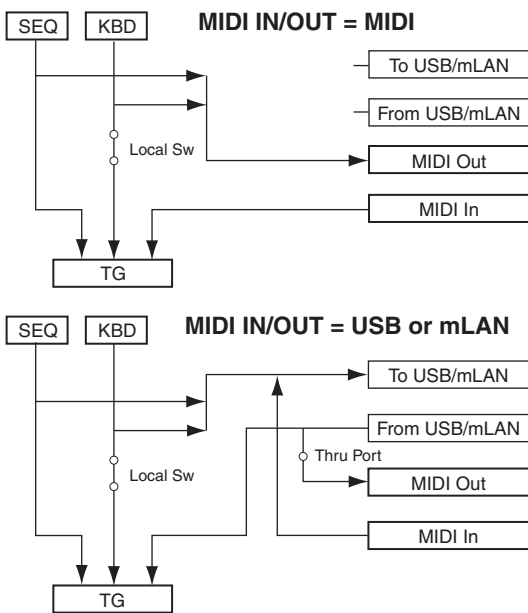 MIDI IN/OUT = MIDI
SEQ
KBD
To USB/mLAN
From USB/mLAN
Local Sw
MIDI Out
MIDI In
TG
MIDI IN/OUT = USB or mLAN
SEQ
KBD
To USB/mLAN
From USB/mLAN
Thru Port
Local Sw
MIDI Out
MIDI In
TG